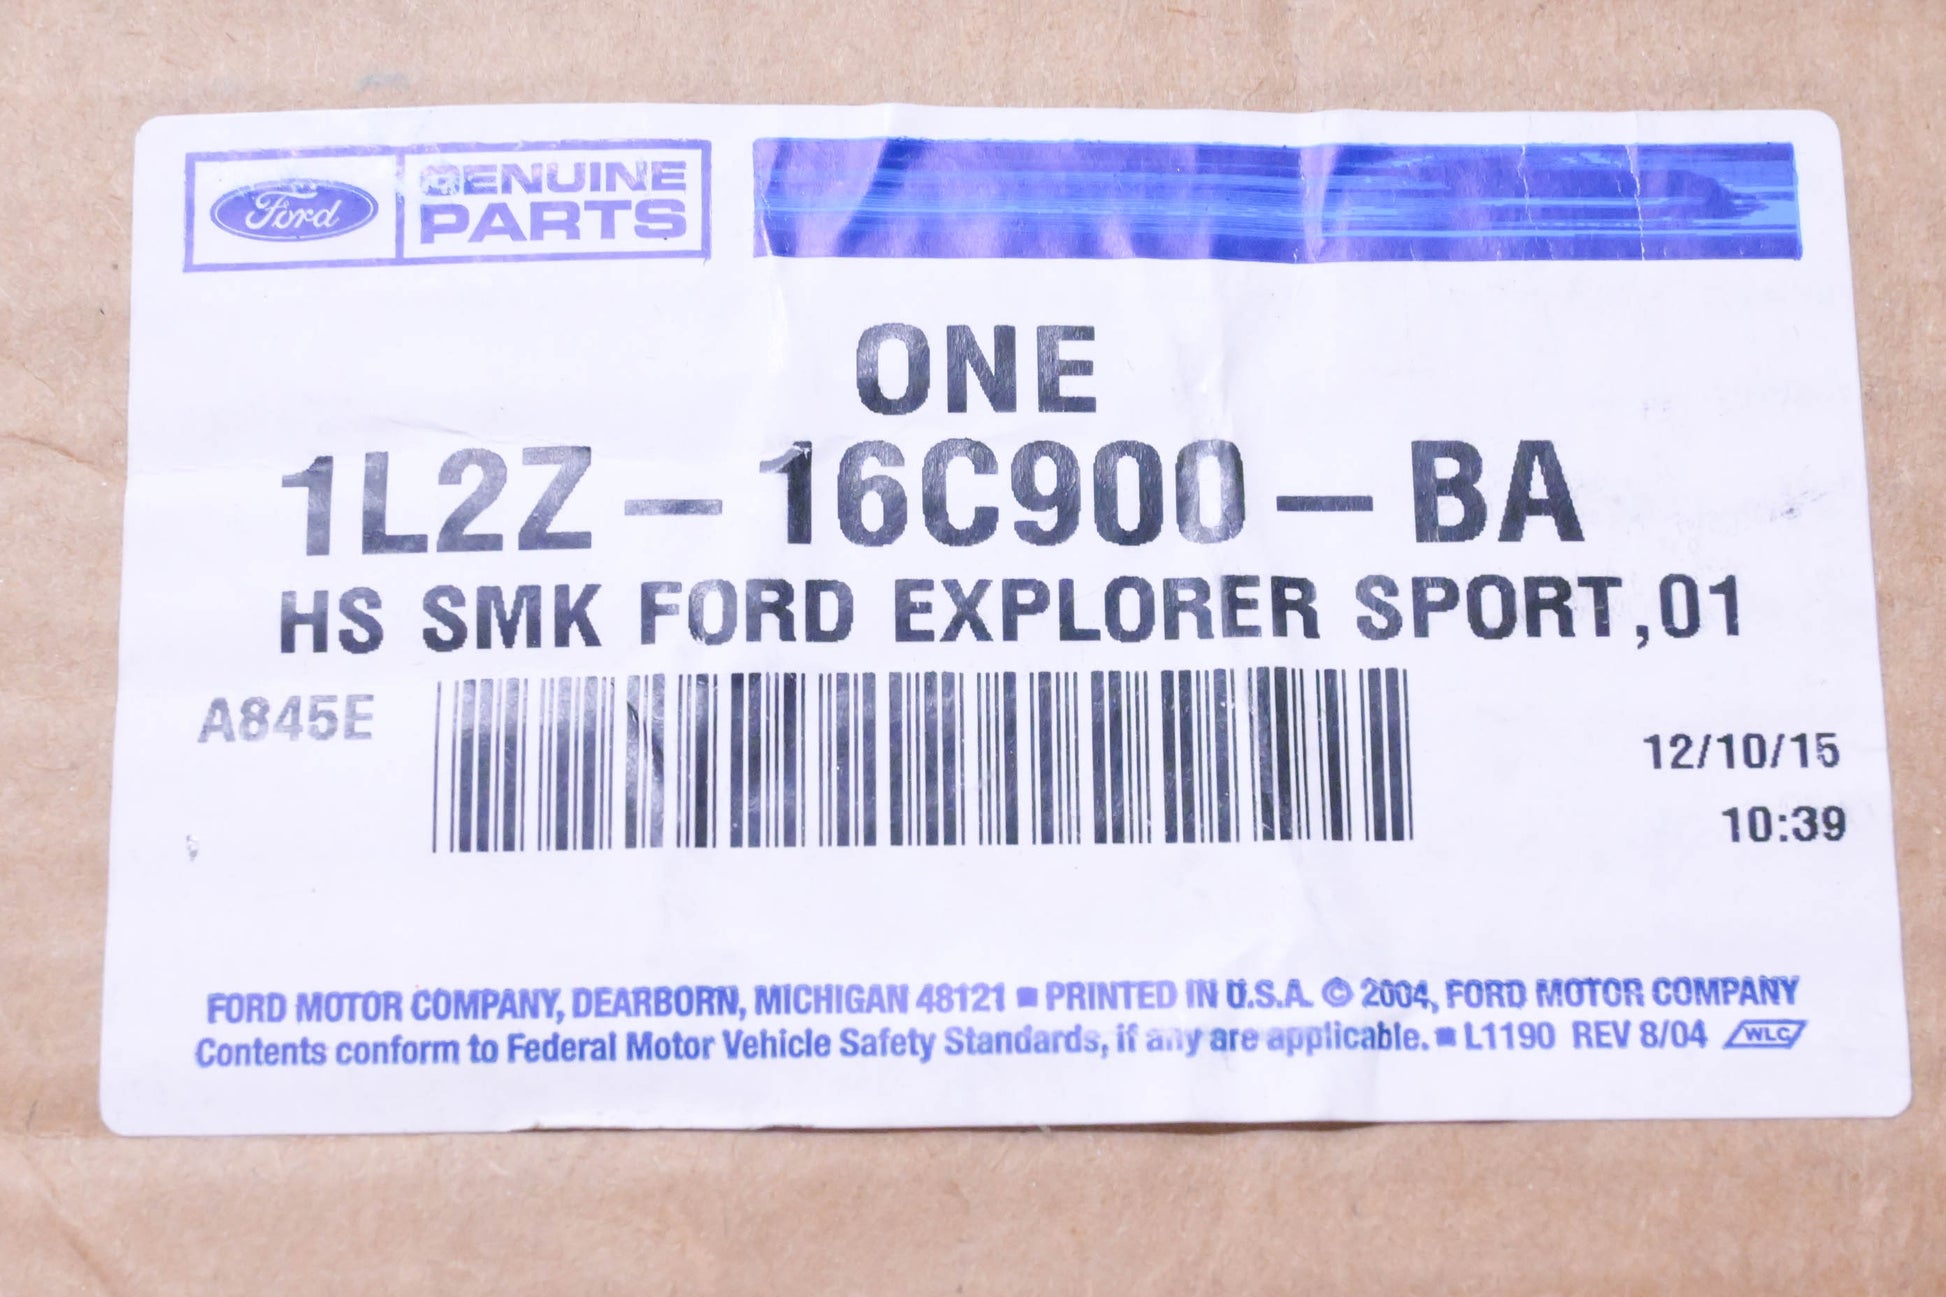 Ford GENUINE
PARTS
ONE
1L2Z - 16C900 - BA
HS SMK FORD EXPLORER SPORT,01
A845E
12/10/15
10:39
FORD MOTOR COMPANY, DEARBORN, MICHIGAN 48121 ■ PRINTED IN U.S.A. © 2004, FORD MOTOR COMPANY
Contents conform to Federal Motor Vehicle Safety Standards, if any are applicable. ■ L1190 REV 8/04 WLC